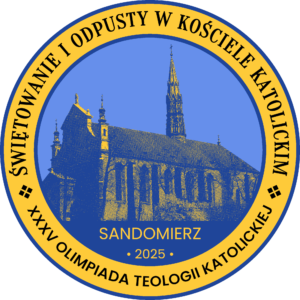 ŚWIĘTOWANIE I ODPUSTY W KOŚCIELE KATOLICKIM
SANDOMIERZ
• 2025 •
XXXV OLIMPIADA TEOLOGII KATOLICKIEJ